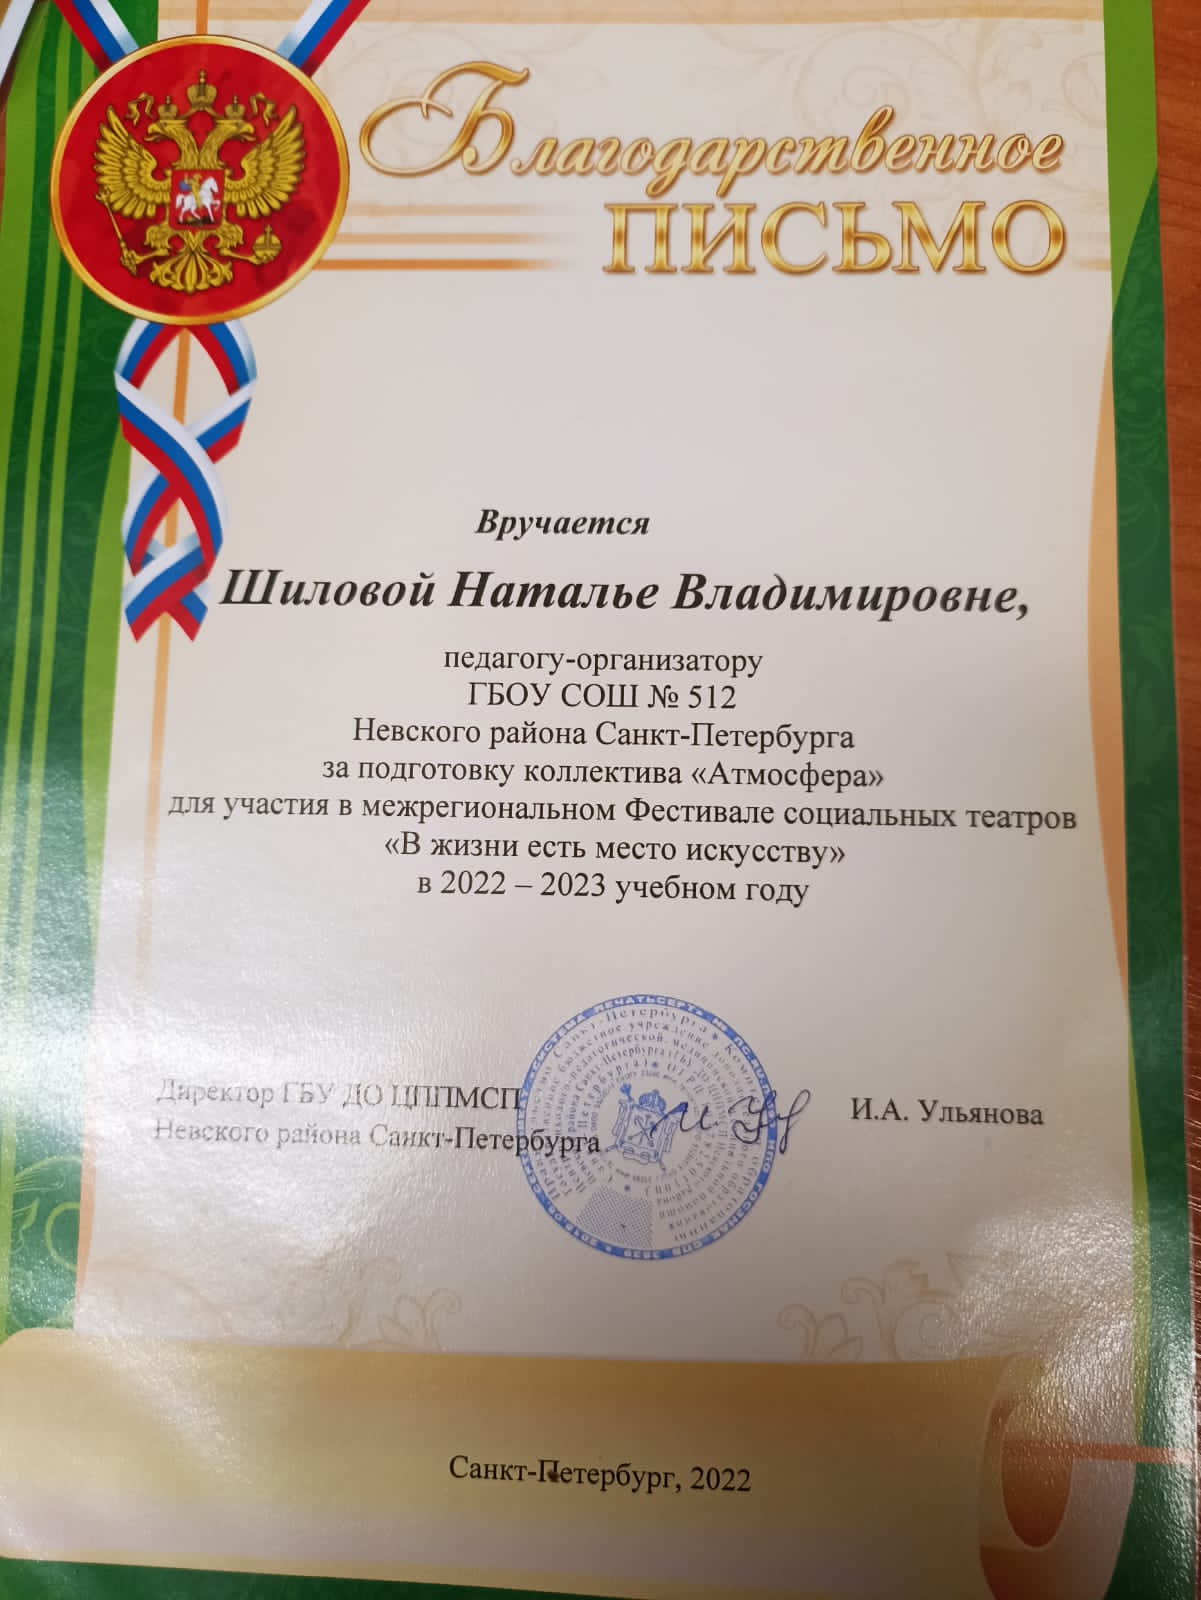 Благодарственное
ПИСЬМО
Вручается
Шиловой Наталье Владимировне,
педагогу-организатору
ГБОУ СОШ № 512
Невского района Санкт-Петербурга
за подготовку коллектива «Атмосфера»
для участия в межрегиональном Фестивале социальных театров
«В жизни есть место искусству»
в 2022 – 2023 учебном году
Директор ГБУ ДО ЦППМСП
Невского района Санкт-Петербурга
И.А. Ульянова
Санкт-Петербург, 2022